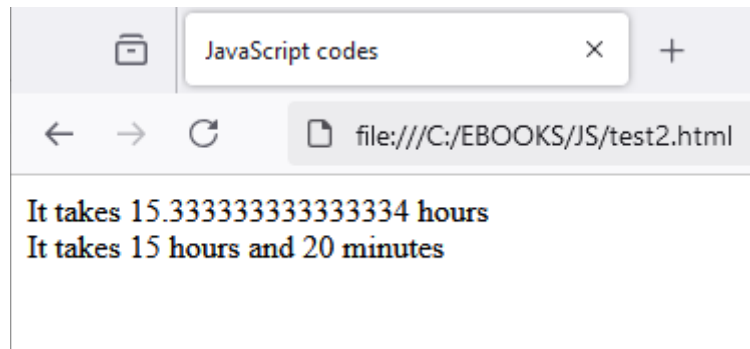 JavaScript codes
file:///C:/EBOOKS/JS/test2.html
It takes 15.333333333333334 hours
It takes 15 hours and 20 minutes